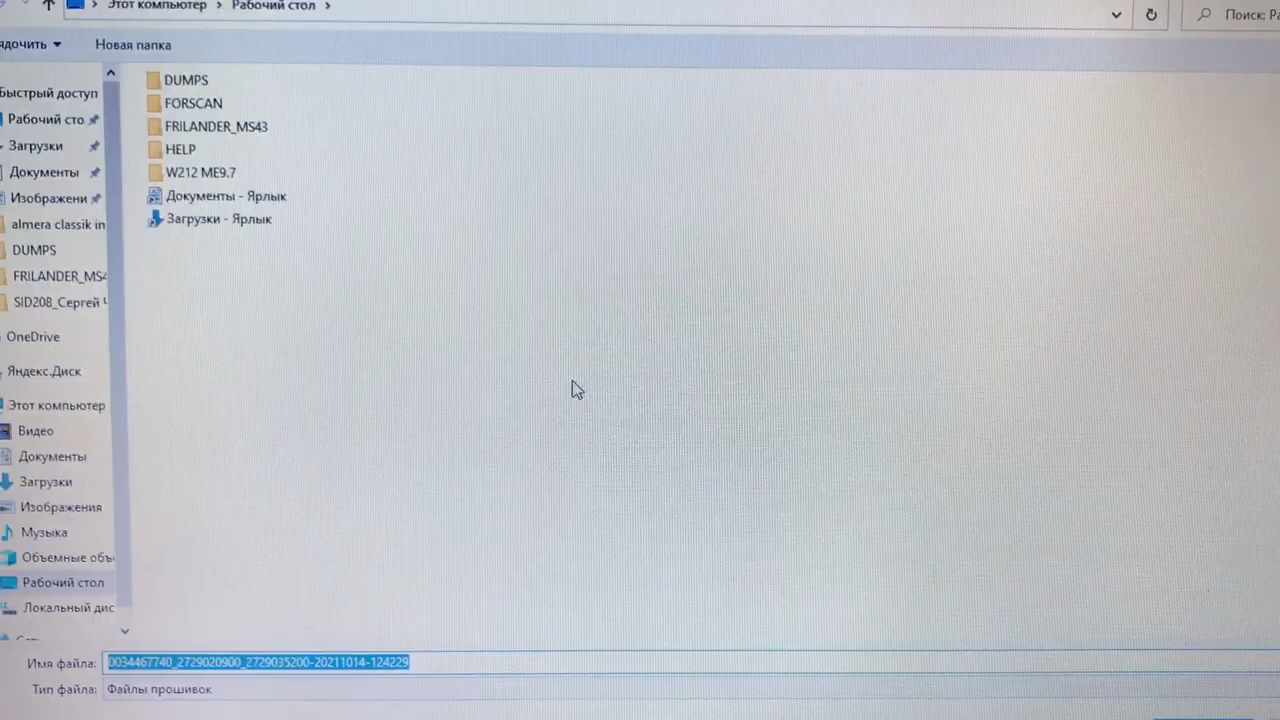 Этот компьютер › Рабочий стол ›
Поиск: Ра
ядочить
Новая папка
Быстрый доступ
Рабочий сто
Загрузки
Документы
Изображени
almera classik in
DUMPS
FRILANDER_MS4
SID208_Сергей
OneDrive
Яндекс.Диск
Этот компьютер
Видео
Документы
Загрузки
Изображения
Музыка
Объемные объ
Рабочий стол
Локальный дис
DUMPS
FORSCAN
FRILANDER_MS43
HELP
W212 ME9.7
Документы - Ярлык
Загрузки - Ярлык
Имя файла: 0034467740_2729020900_2729035200-20211014-124229
Тип файла: Файлы прошивок